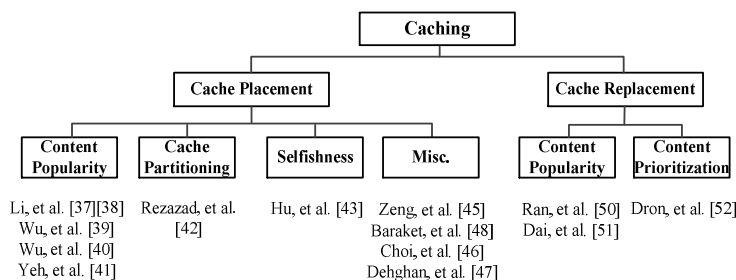 Caching
Cache Placement
Cache Replacement
Content
Popularity
Cache
Partitioning
Selfishness
Misc.
Content
Popularity
Content
Prioritization
Li, et al. [37][38]
Wu, et al. [39]
Wu, et al. [40]
Yeh, et al. [41]
Rezazad, et al.
[42]
Hu, et al. [43]
Zeng, et al. [45]
Baraket, et al. [48]
Choi, et al. [46]
Dehghan, et al. [47]
Ran, et al. [50]
Dai, et al. [51]
Dron, et al. [52]